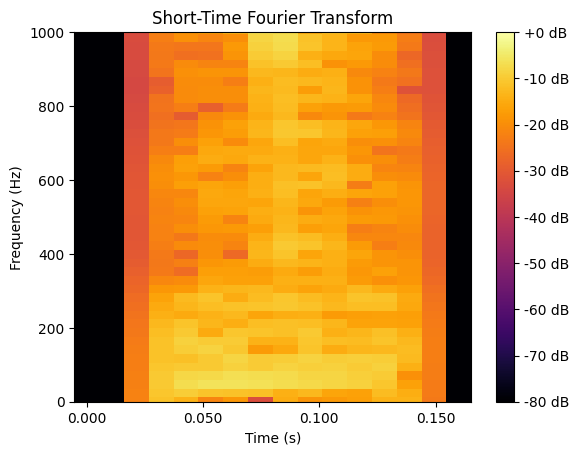 Short-Time Fourier Transform
1000
800
600
400
200
0
Frequency (Hz)
0.000
0.050
0.100
0.150
Time (s)
+0 dB
-10 dB
-20 dB
-30 dB
-40 dB
-50 dB
-60 dB
-70 dB
-80 dB